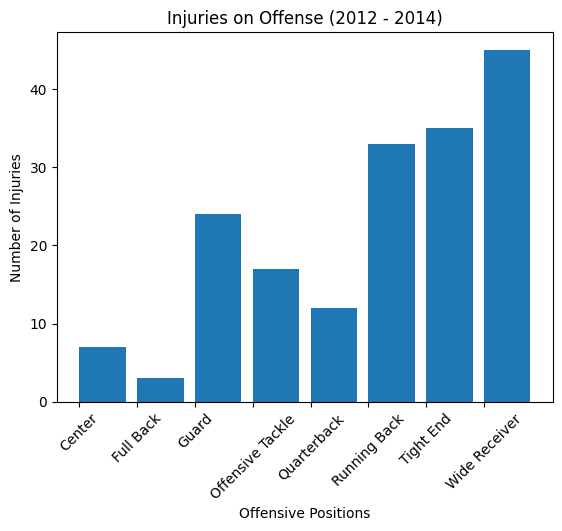 Injuries on Offense (2012 - 2014)
Number of Injuries
40
30
20
10
0
Center
Full Back
Guard
Offensive Tackle
Quarterback
Running Back
Tight End
Wide Receiver
Offensive Positions